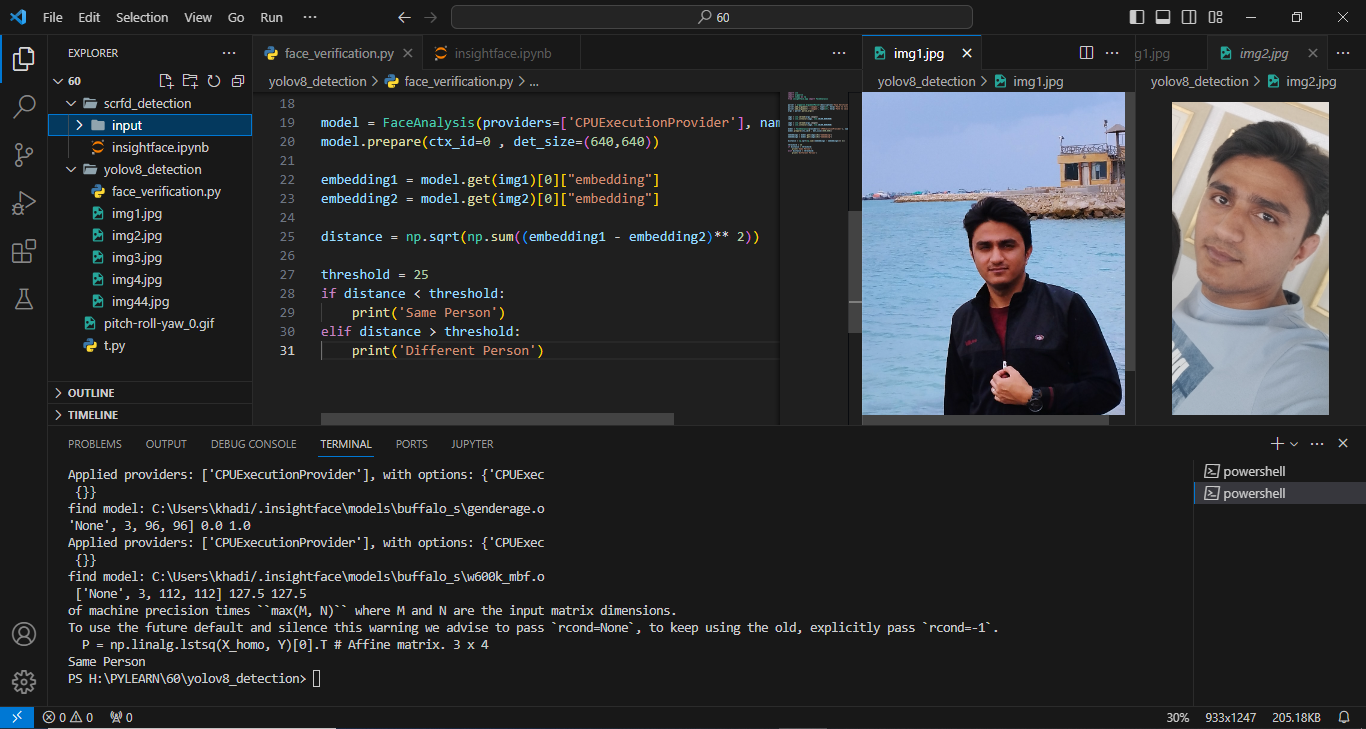 File Edit Selection View Go Run ··· 60
EXPLORER ···
60
scrfd_detection
input
insightface.ipynb
yolov8_detection
face_verification.py
img1.jpg
img2.jpg
img3.jpg
img4.jpg
img44.jpg
pitch-roll-yaw_0.gif
t.py
OUTLINE
TIMELINE
face_verification.py insightface.ipynb ···
yolov8_detection > face_verification.py > ...
18
19 model = FaceAnalysis(providers=['CPUExecutionProvider'], nam
20 model.prepare(ctx_id=0 , det_size=(640,640))
21
22 embedding1 = model.get(img1)[0]["embedding"]
23 embedding2 = model.get(img2)[0]["embedding"]
24
25 distance = np.sqrt(np.sum((embedding1 - embedding2)** 2))
26
27 threshold = 25
28 if distance < threshold:
29 print('Same Person')
30 elif distance > threshold:
31 print('Different Person')
img1.jpg ···
yolov8_detection > img1.jpg
g1.jpg img2.jpg ···
yolov8_detection > img2.jpg
PROBLEMS OUTPUT DEBUG CONSOLE TERMINAL PORTS JUPYTER
Applied providers: ['CPUExecutionProvider'], with options: {'CPUExec
{}}
find model: C:\Users\khadi/.insightface\models\buffalo_s\genderage.o
'None', 3, 96, 96] 0.0 1.0
Applied providers: ['CPUExecutionProvider'], with options: {'CPUExec
{}}
find model: C:\Users\khadi/.insightface\models\buffalo_s\w600k_mbf.o
['None', 3, 112, 112] 127.5 127.5
of machine precision times ``max(M, N)`` where M and N are the input matrix dimensions.
To use the future default and silence this warning we advise to pass `rcond=None`, to keep using the old, explicitly pass `rcond=-1`.
P = np.linalg.lstsq(X_homo, Y)[0].T # Affine matrix. 3 x 4
Same Person
PS H:\PYLEARN\60\yolov8_detection>
powershell
powershell
0 0 0 30% 933x1247 205.18KB